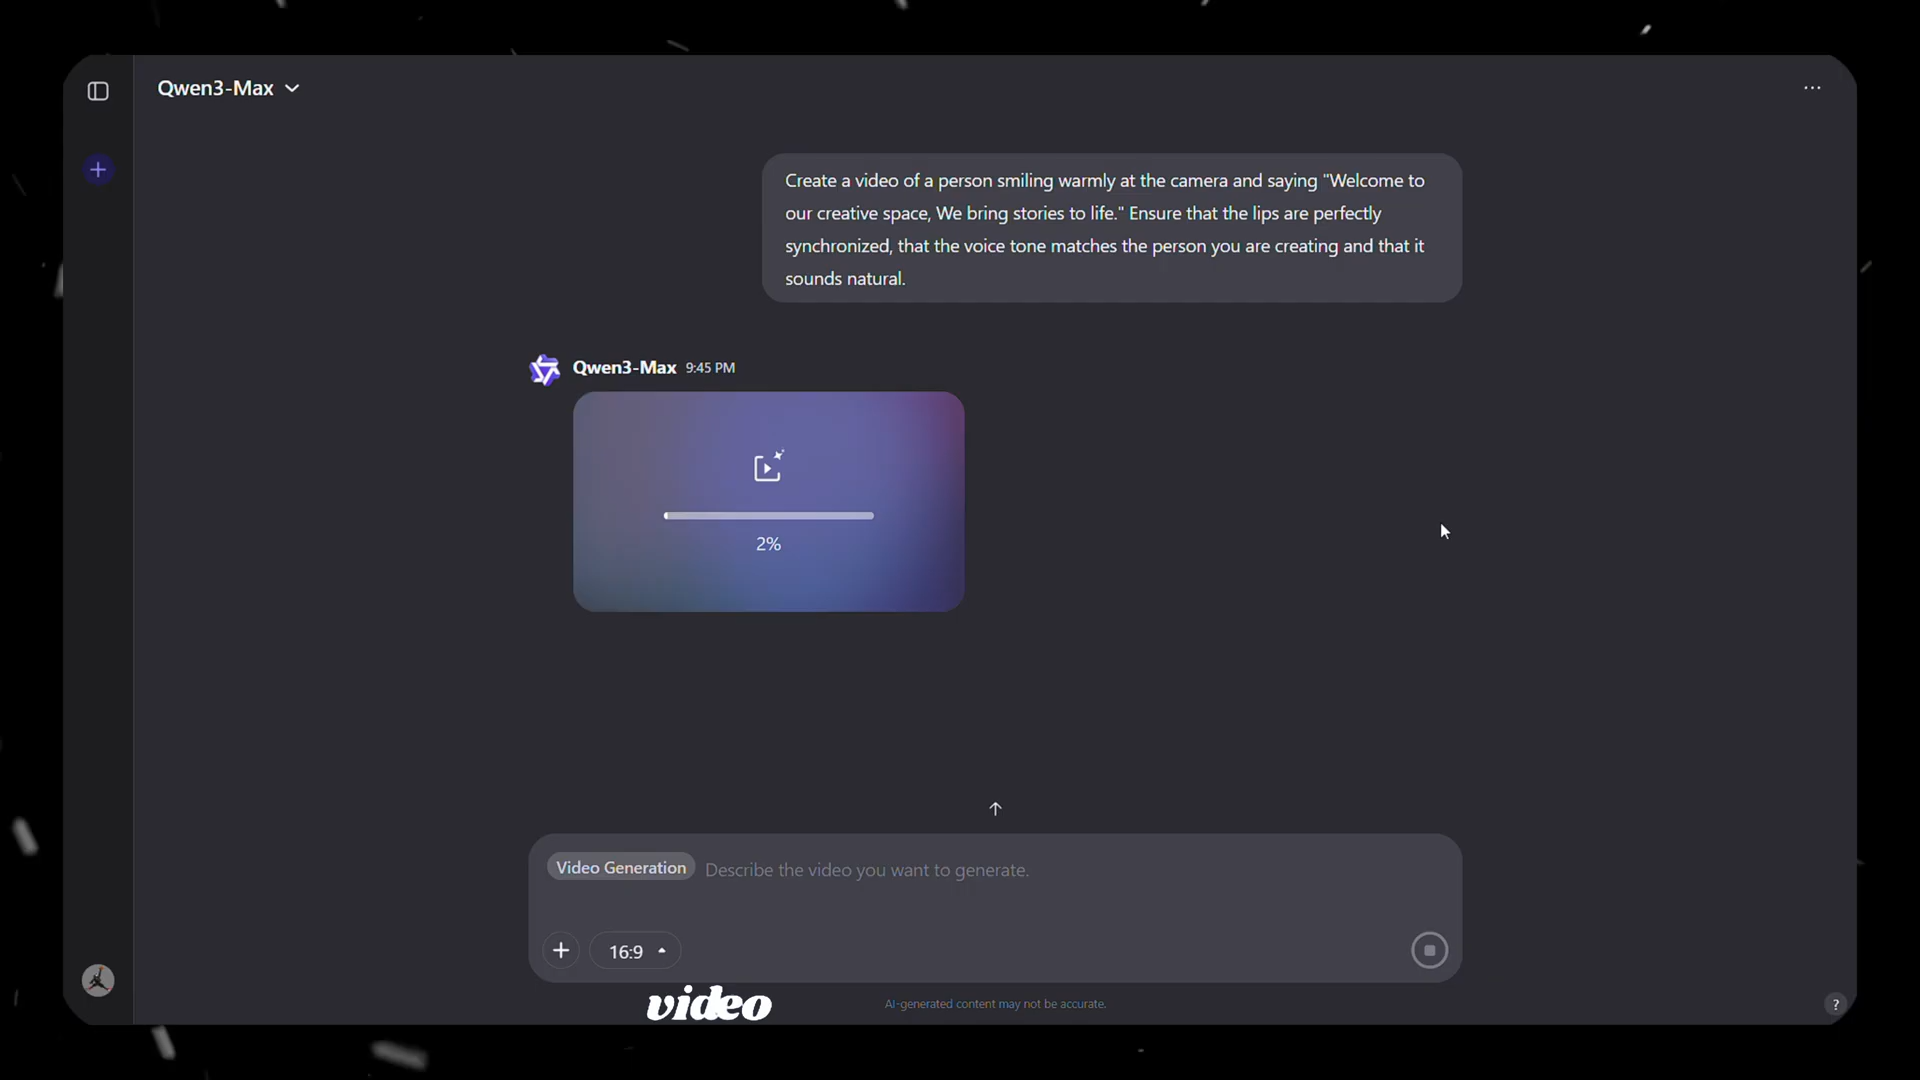 Qwen3-Max
...
Create a video of a person smiling warmly at the camera and saying "Welcome to
our creative space, We bring stories to life." Ensure that the lips are perfectly
synchronized, that the voice tone matches the person you are creating and that it
sounds natural.
Qwen3-Max 9:45 PM
2%
Video Generation Describe the video you want to generate.
16:9
video
AI-generated content may not be accurate.
?